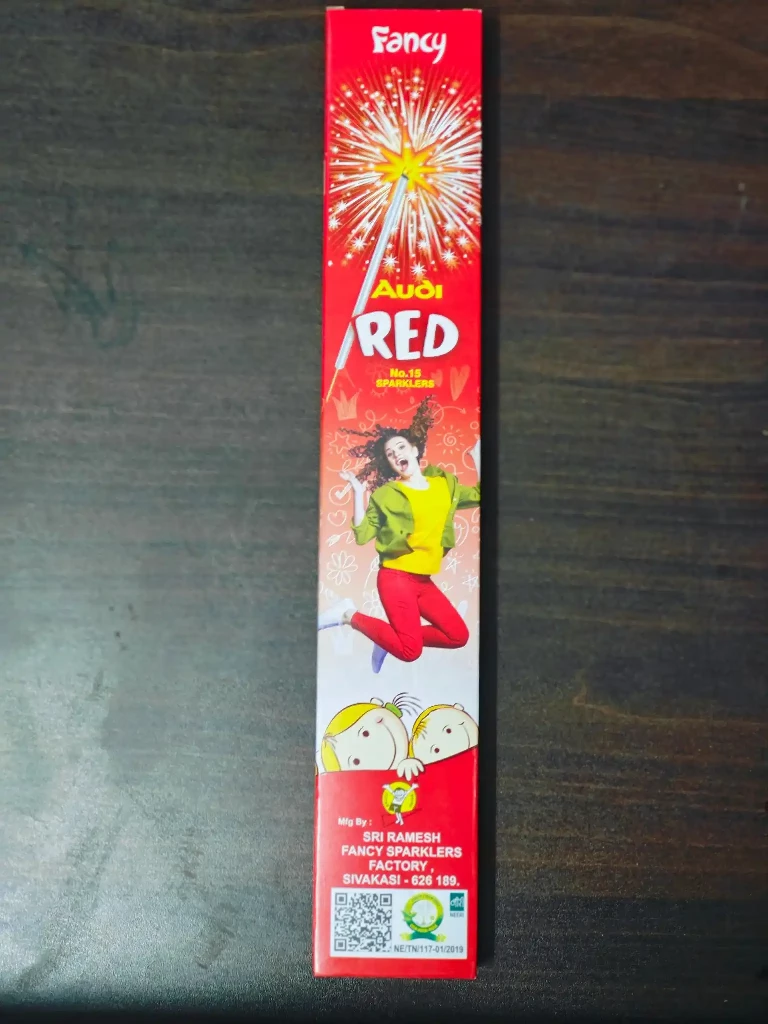 Fancy
Audi
RED
No.15
SPARKLERS
Mfg By :
SRI RAMESH
FANCY SPARKLERS
FACTORY ,
SIVAKASI - 626 189.
NEERI
NE/TN/117-01/2019